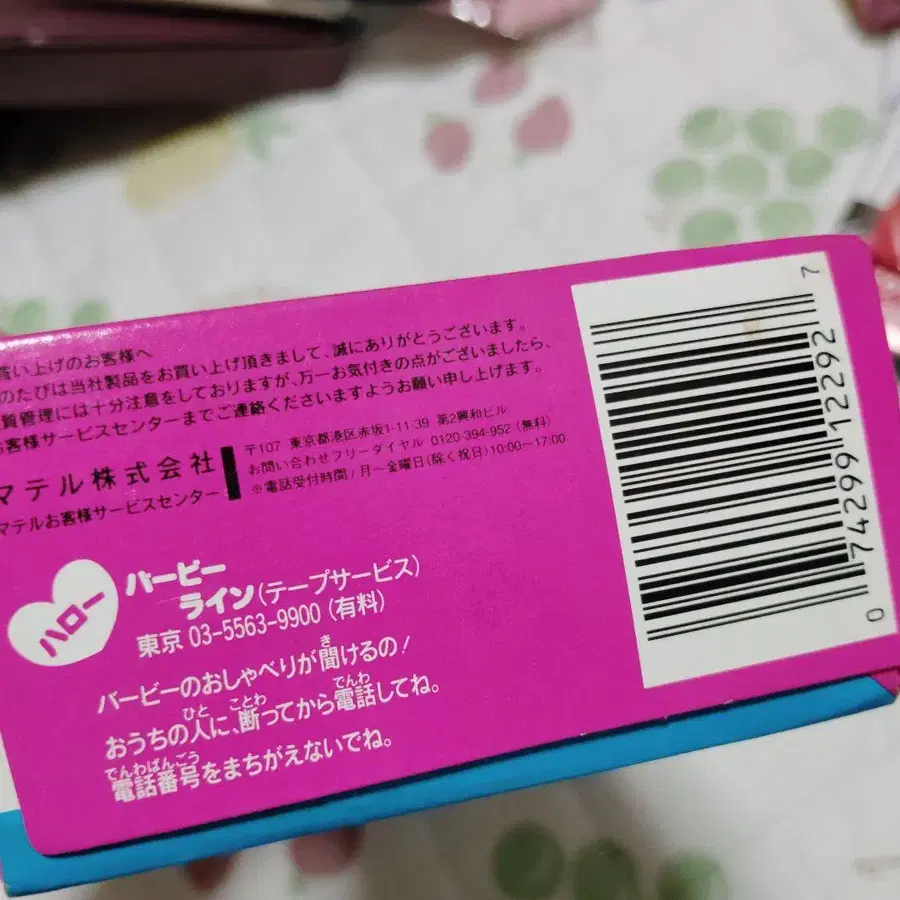 買い上げのお客様へ
のたびは当社製品をお買い上げ頂きまして、誠にありがとうございます。
質管理には十分注意をしておりますが、万一お気付きの点がございましたら、
お客様サービスセンターまでご連絡くださいますようお願い申し上げます。
マテル株式会社
マテルお客様サービスセンター
〒107 東京都港区赤坂1-11-39 第2興和ビル
お問い合わせフリーダイヤル 0120-394-952 (無料)
※電話受付時間/月〜金曜日(除く祝日)10:00〜17:00
ハロー
バービー
ライン(テープサービス)
東京 03-5563-9900 (有料)
バービーのおしゃべりが聞けるの!
おうちの人に、断ってから電話してね。
電話番号をまちがえないでね。
き
ひと ことわ でんわ
でんわばんごう
0 74299 12292 7